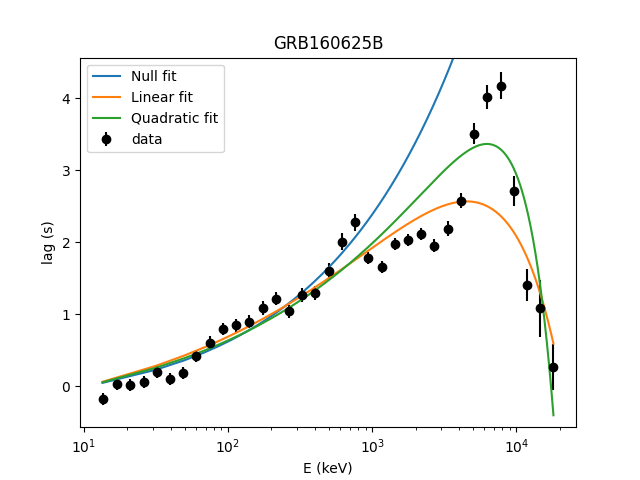 GRB160625B
Null fit
Linear fit
Quadratic fit
data
lag (s)
4
3
2
1
0
10¹
10²
10³
10⁴
E (keV)